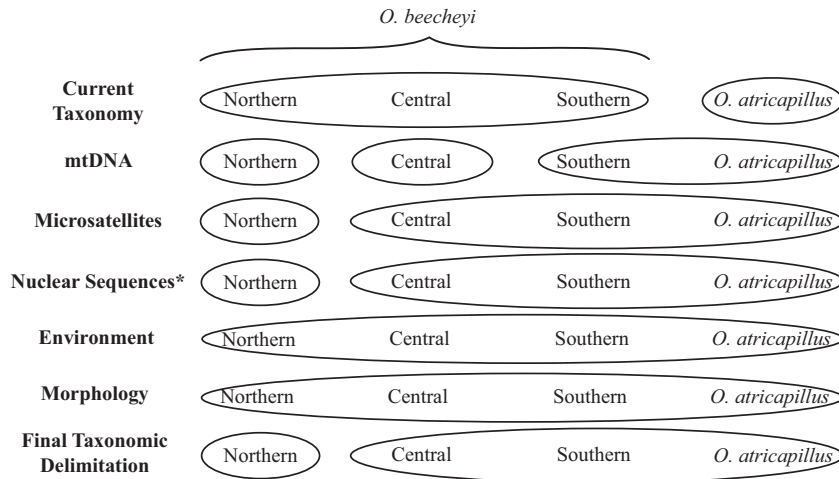 O. beecheyi
Current Taxonomy Northern Central Southern O. atricapillus
mtDNA Northern Central Southern O. atricapillus
Microsatellites Northern Central Southern O. atricapillus
Nuclear Sequences* Northern Central Southern O. atricapillus
Environment Northern Central Southern O. atricapillus
Morphology Northern Central Southern O. atricapillus
Final Taxonomic Delimitation Northern Central Southern O. atricapillus